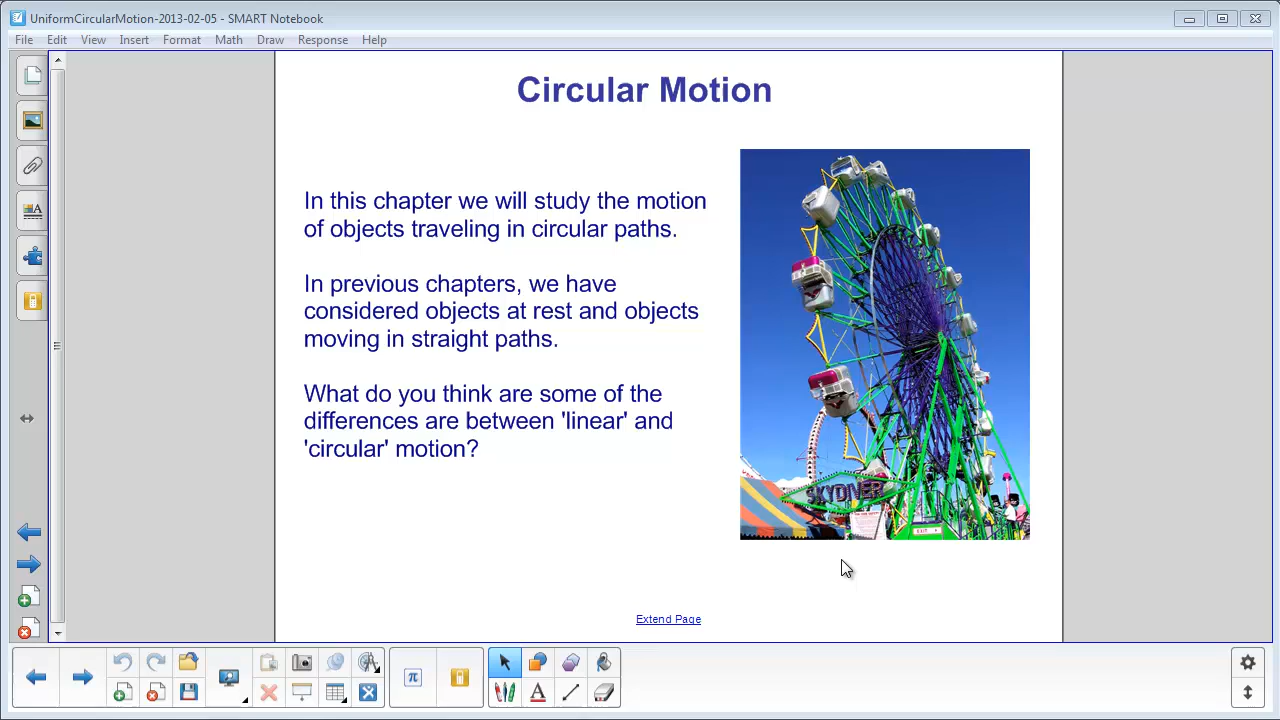 UniformCircularMotion-2013-02-05 - SMART Notebook
File Edit View Insert Format Math Draw Response Help
Circular Motion
In this chapter we will study the motion
of objects traveling in circular paths.
In previous chapters, we have
considered objects at rest and objects
moving in straight paths.
What do you think are some of the
differences are between 'linear' and
'circular' motion?
SKYDIVER
EXIT
Extend Page
π
A